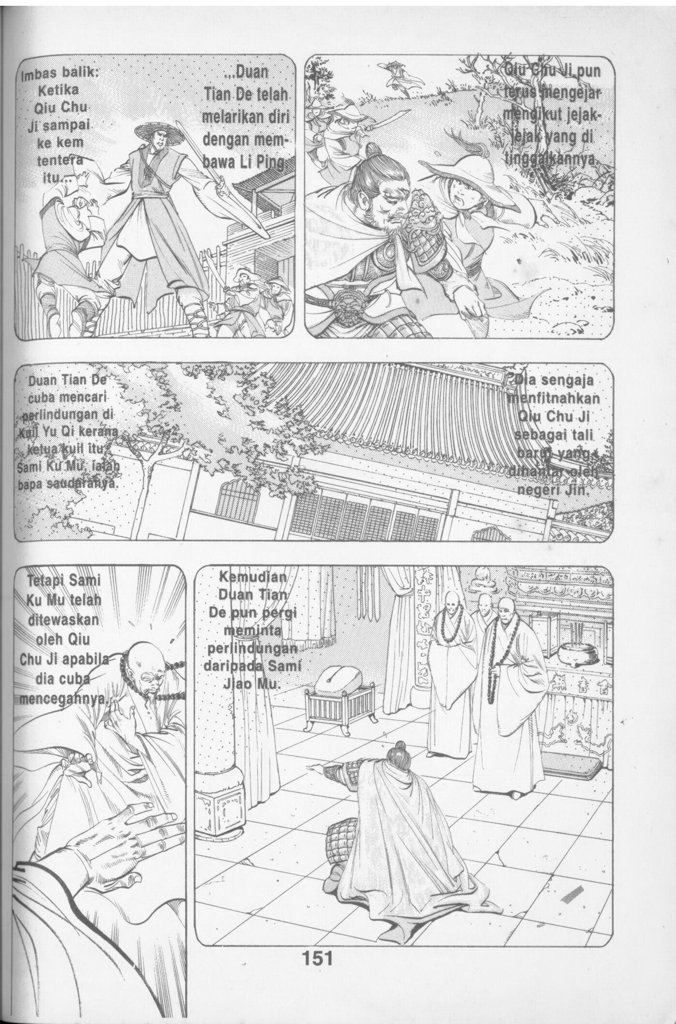 Imbas balik:
Ketika
Qiu Chu
Ji sampai
ke kem
tentera
itu...
...Duan
Tian De telah
melarikan diri
dengan mem-
bawa Li Ping.
Qiu Chu Ji pun
terus mengejar
mengikut jejak-
jejak yang di
tinggalkannya.
Duan Tian De
cuba mencari
perlindungan di
Kuil Yu Qi kerana
ketua kuil itu,
Sami Ku Mu, ialah
bapa saudaranya.
Dia sengaja
menfitnahkan
Qiu Chu Ji
sebagai tali
barut yang
dihantar oleh
negeri Jin.
Tetapi Sami
Ku Mu telah
ditewaskan
oleh Qiu
Chu Ji apabila
dia cuba
mencegahnya.
Kemudian
Duan Tian
De pun pergi
meminta
perlindungan
daripada Sami
Jiao Mu.
151